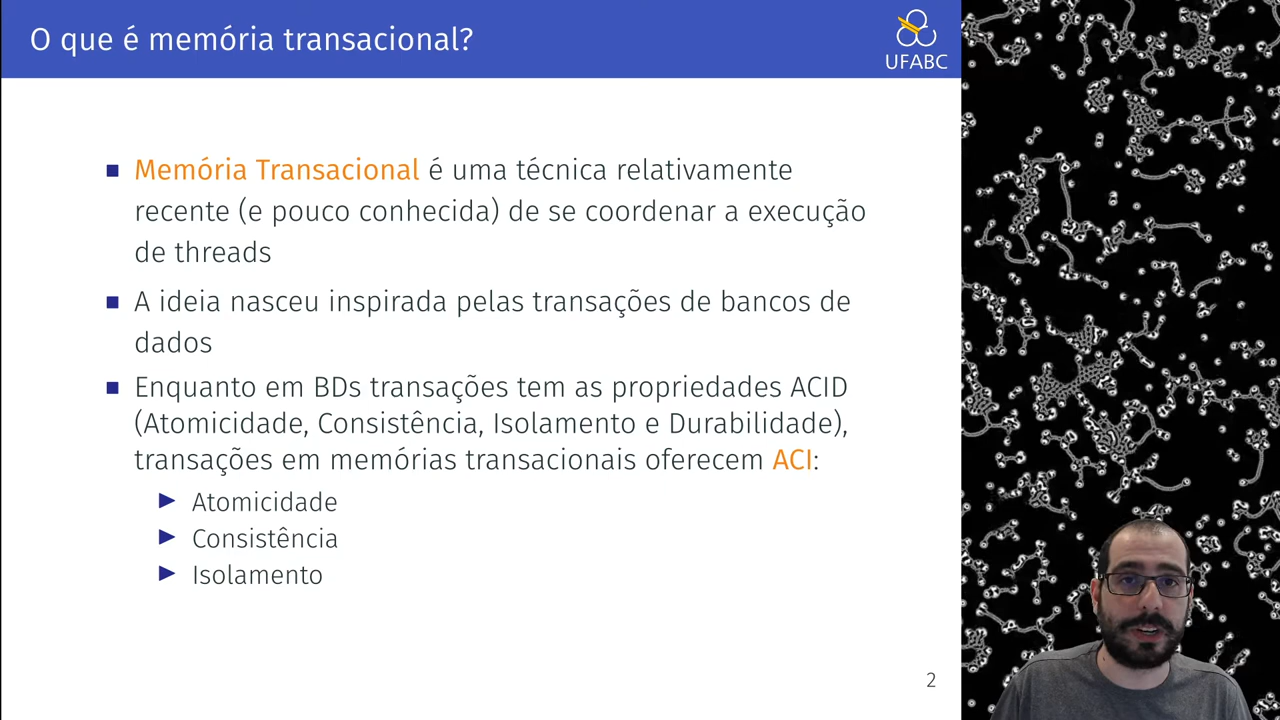 O que é memória transacional?
UFABC
Memória Transacional é uma técnica relativamente
recente (e pouco conhecida) de se coordenar a execução
de threads
A ideia nasceu inspirada pelas transações de bancos de
dados
Enquanto em BDs transações tem as propriedades ACID
(Atomicidade, Consistência, Isolamento e Durabilidade),
transações em memórias transacionais oferecem ACI:
Atomicidade
Consistência
Isolamento
2